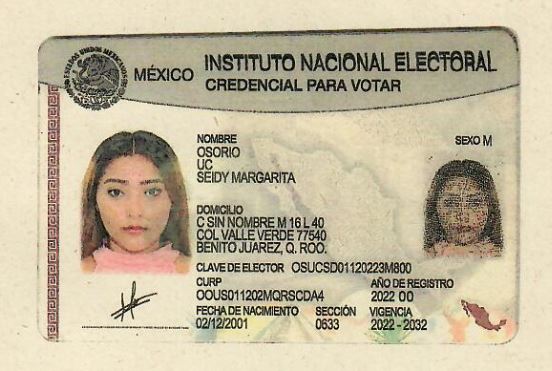 ESTADOS UNIDOS MEXICANOS
MÉXICO
INSTITUTO NACIONAL ELECTORAL
CREDENCIAL PARA VOTAR
NOMBRE
OSORIO
UC
SEIDY MARGARITA
SEXO M
DOMICILIO
C SIN NOMBRE M 16 L 40
COL VALLE VERDE 77540
BENITO JUAREZ, Q. ROO.
CLAVE DE ELECTOR OSUCSD01120223M800
CURP
OOUS011202MQRSCDA4
AÑO DE REGISTRO
2022 00
FECHA DE NACIMIENTO
02/12/2001
SECCIÓN
0633
VIGENCIA
2022 - 2032